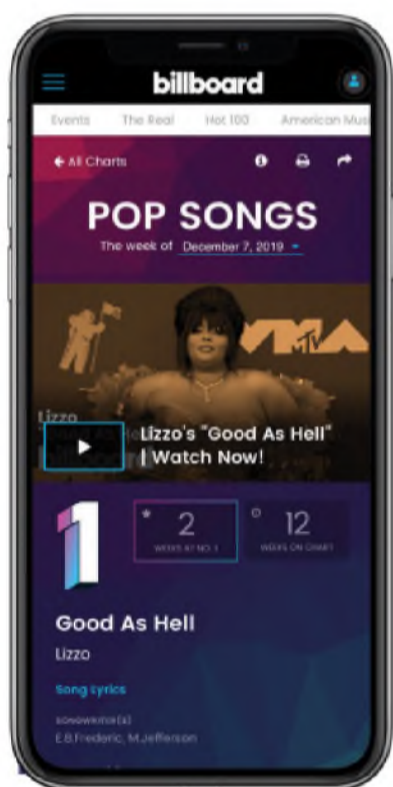 billboard
Events The Real Hot 100 American Mus
All Charts
POP SONGS
The week of December 7, 2019
VMA
MTV
Lizzo
Lizzo's "Good As Hell"
| Watch Now!
1
2
12
WEEKS AT NO. 1
WEEKS ON CHART
Good As Hell
Lizzo
Song Lyrics
SONGWRITER(S)
E.B.Frederic, M.Jefferson